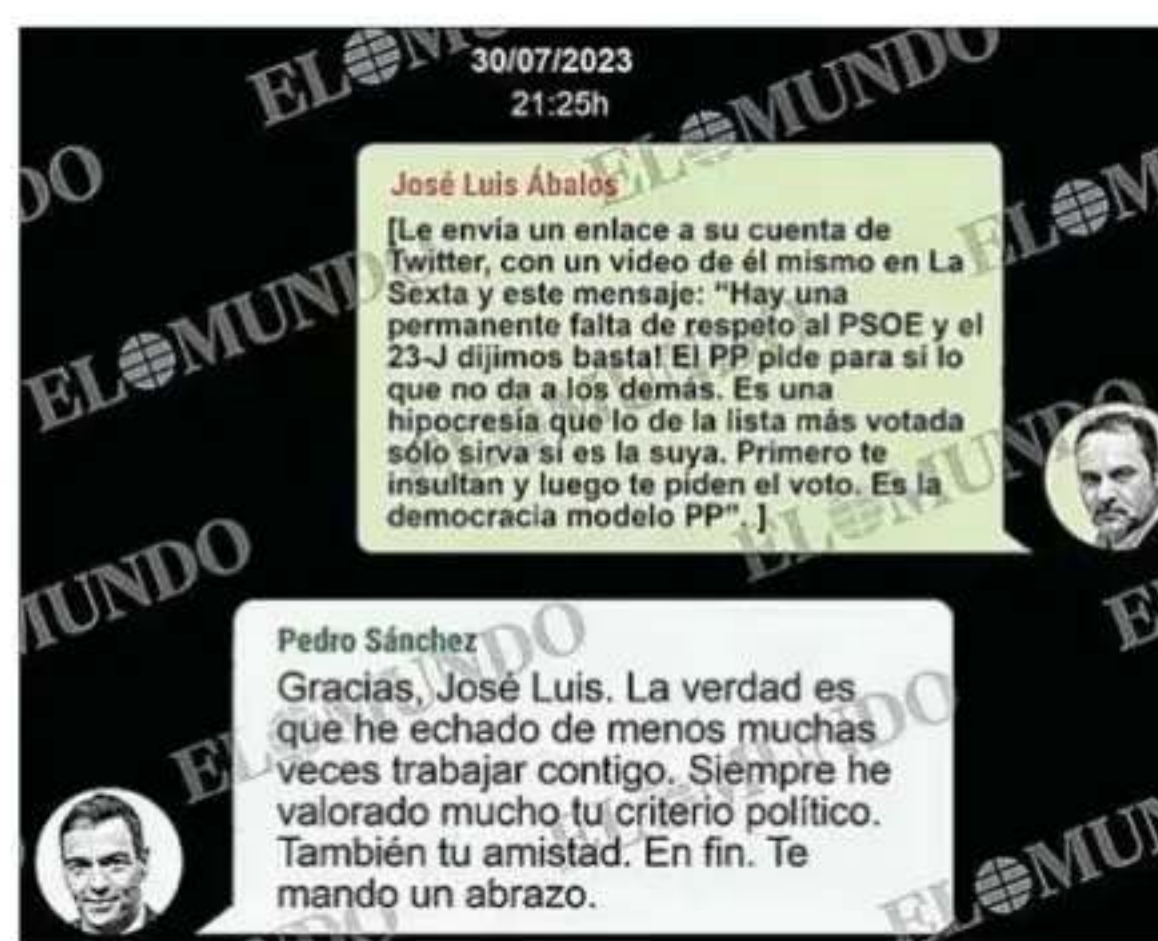 30/07/2023
21:25h
José Luis Ábalos
[Le envía un enlace a su cuenta de
Twitter, con un video de él mismo en La
Sexta y este mensaje: “Hay una
permanente falta de respeto al PSOE y el
23-J dijimos basta! El PP pide para sí lo
que no da a los demás. Es una
hipocresía que lo de la lista más votada
sólo sirva si es la suya. Primero te
insultan y luego te piden el voto. Es la
democracia modelo PP”. ]
Pedro Sánchez
Gracias, José Luis. La verdad es
que he echado de menos muchas
veces trabajar contigo. Siempre he
valorado mucho tu criterio político.
También tu amistad. En fin. Te
mando un abrazo.
EL MUNDO